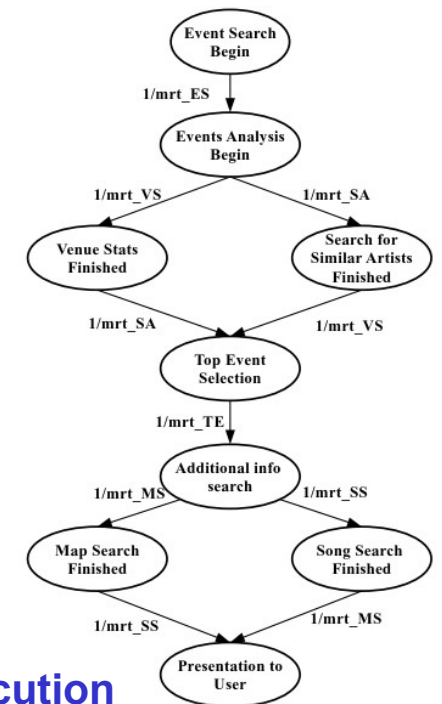 Event Search
Begin
1/mrt_ES
Events Analysis
Begin
1/mrt_VS
1/mrt_SA
Venue Stats
Finished
Search for
Similar Artists
Finished
1/mrt_SA
1/mrt_VS
Top Event
Selection
1/mrt_TE
Additional info
search
1/mrt_MS
1/mrt_SS
Map Search
Finished
Song Search
Finished
1/mrt_SS
1/mrt_MS
Presentation to
User
cution